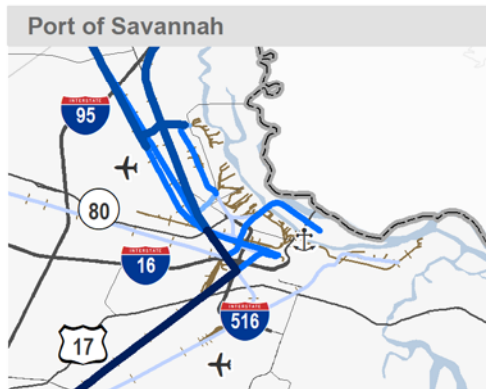 Port of Savannah
INTERSTATE
95
80
INTERSTATE
16
INTERSTATE
516
17